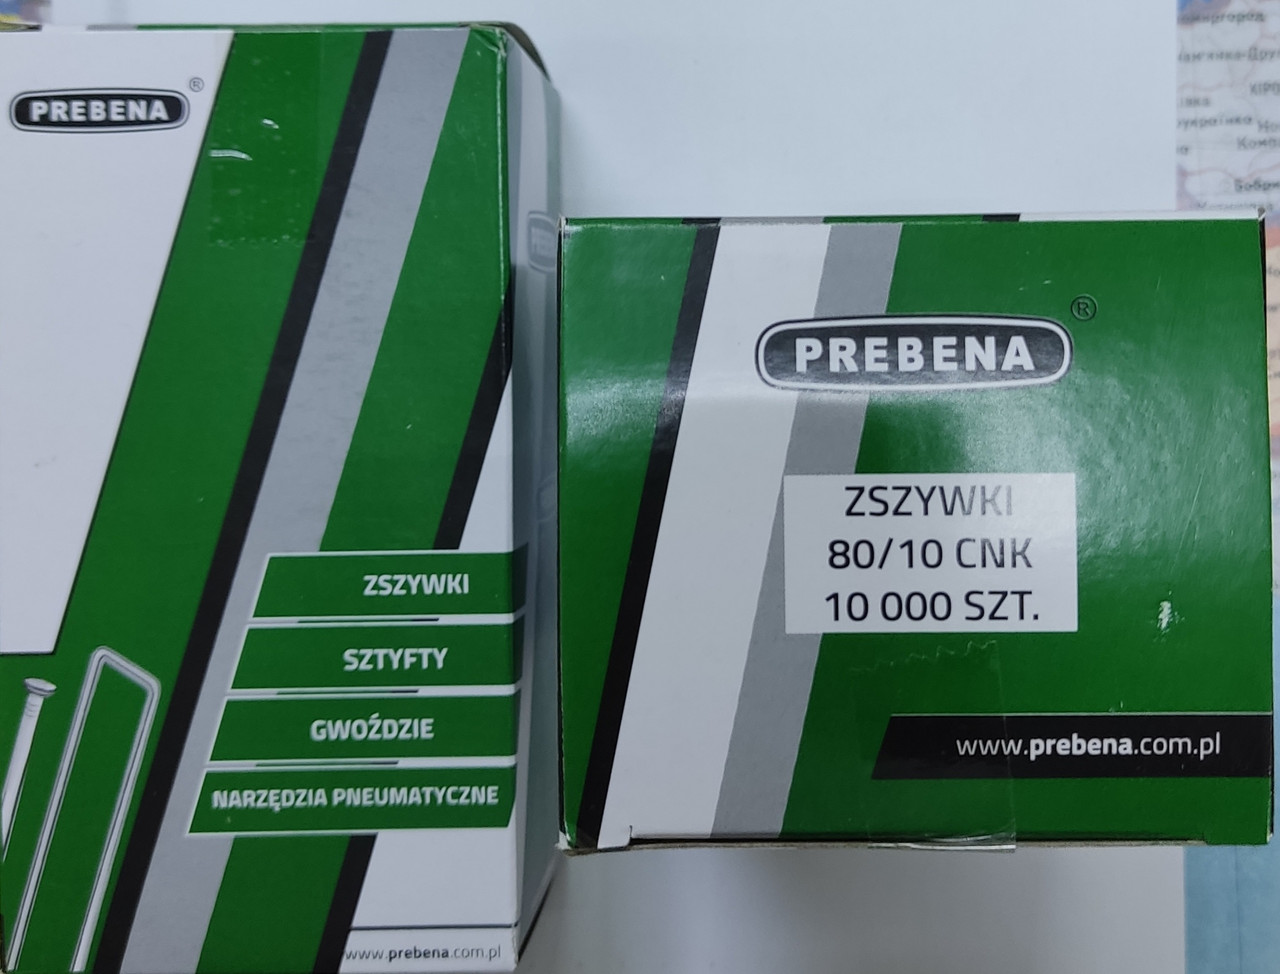 PREBENA®
ZSZYWKI
SZTYFTY
GWOŹDZIE
NARZĘDZIA PNEUMATYCZNE
www.prebena.com.pl
PREBENA®
ZSZYWKI
80/10 CNK
10 000 SZT.
www.prebena.com.pl